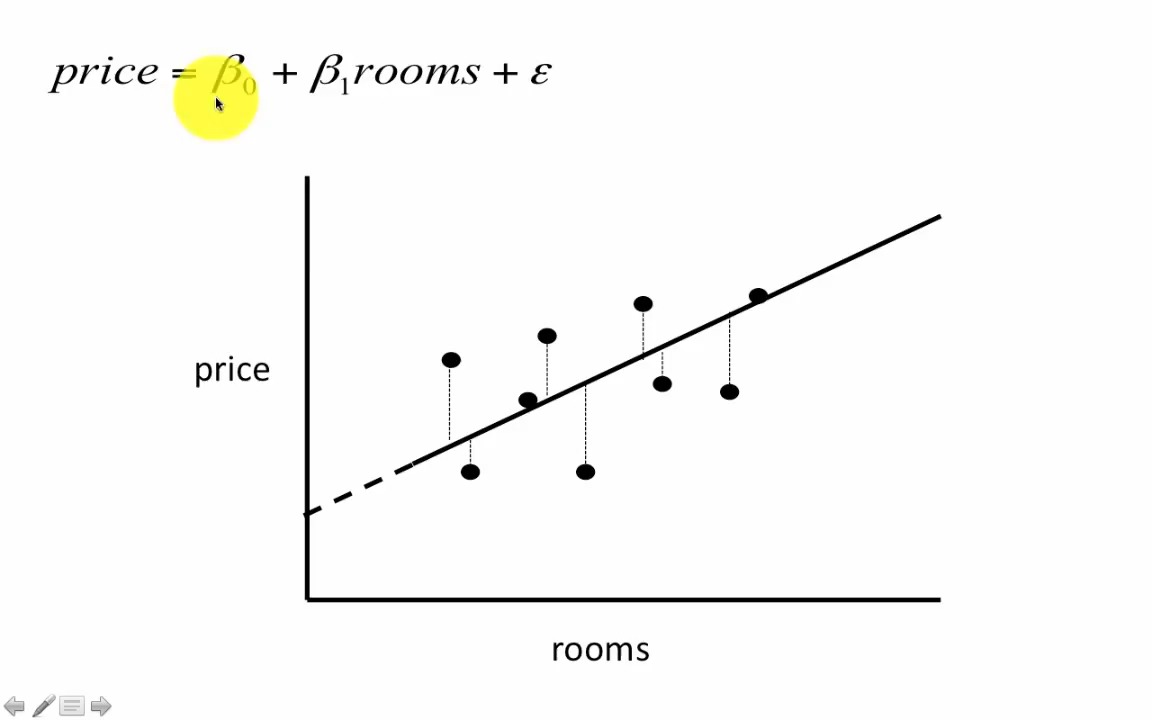 price = β₀ + β₁rooms + ε
price
rooms